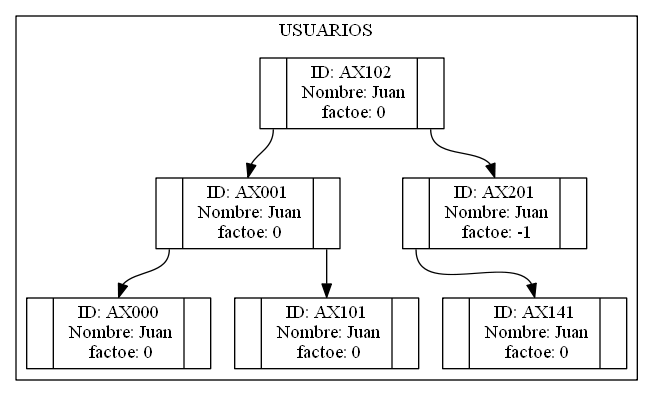 USUARIOS
ID: AX102
Nombre: Juan
factoe: 0
ID: AX001
Nombre: Juan
factoe: 0
ID: AX201
Nombre: Juan
factoe: -1
ID: AX000
Nombre: Juan
factoe: 0
ID: AX101
Nombre: Juan
factoe: 0
ID: AX141
Nombre: Juan
factoe: 0